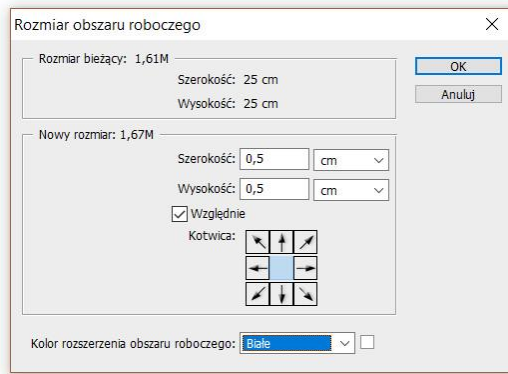 Rozmiar obszaru roboczego
Rozmiar bieżący: 1,61M
Szerokość: 25 cm
Wysokość: 25 cm
OK
Anuluj
Nowy rozmiar: 1,67M
Szerokość: 0,5 cm
Wysokość: 0,5 cm
Względnie
Kotwica:
Kolor rozszerzenia obszaru roboczego: Białe